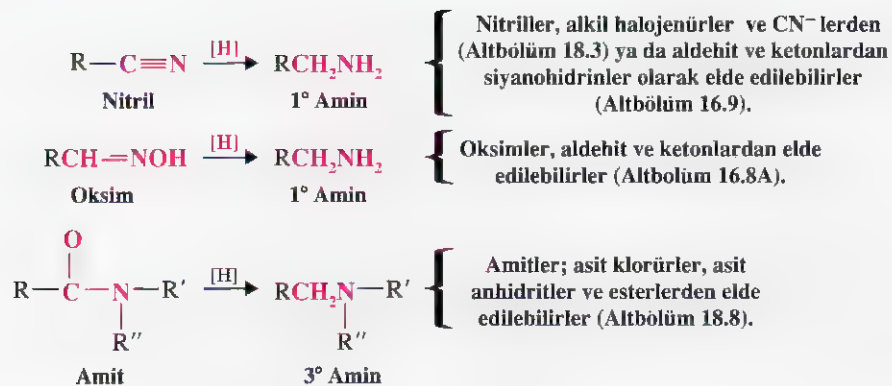 Nitriller, alkil halojenürler ve CN⁻ lerden
R—C≡N [H] RCH₂NH₂ (Altbölüm 18.3) ya da aldehit ve ketonlardan
siyanohidrinler olarak elde edilebilirler
Nitril 1° Amin (Altbölüm 16.9).
RCH=NOH [H] RCH₂NH₂ Oksimler, aldehit ve ketonlardan elde
Oksim 1° Amin edilebilirler (Altbolüm 16.8A).
O
R—C—N—R′ [H] RCH₂N—R′ Amitler; asit klorürler, asit
anhidritler ve esterlerden elde
R″ R″ edilebilirler (Altbölüm 18.8).
Amit 3° Amin